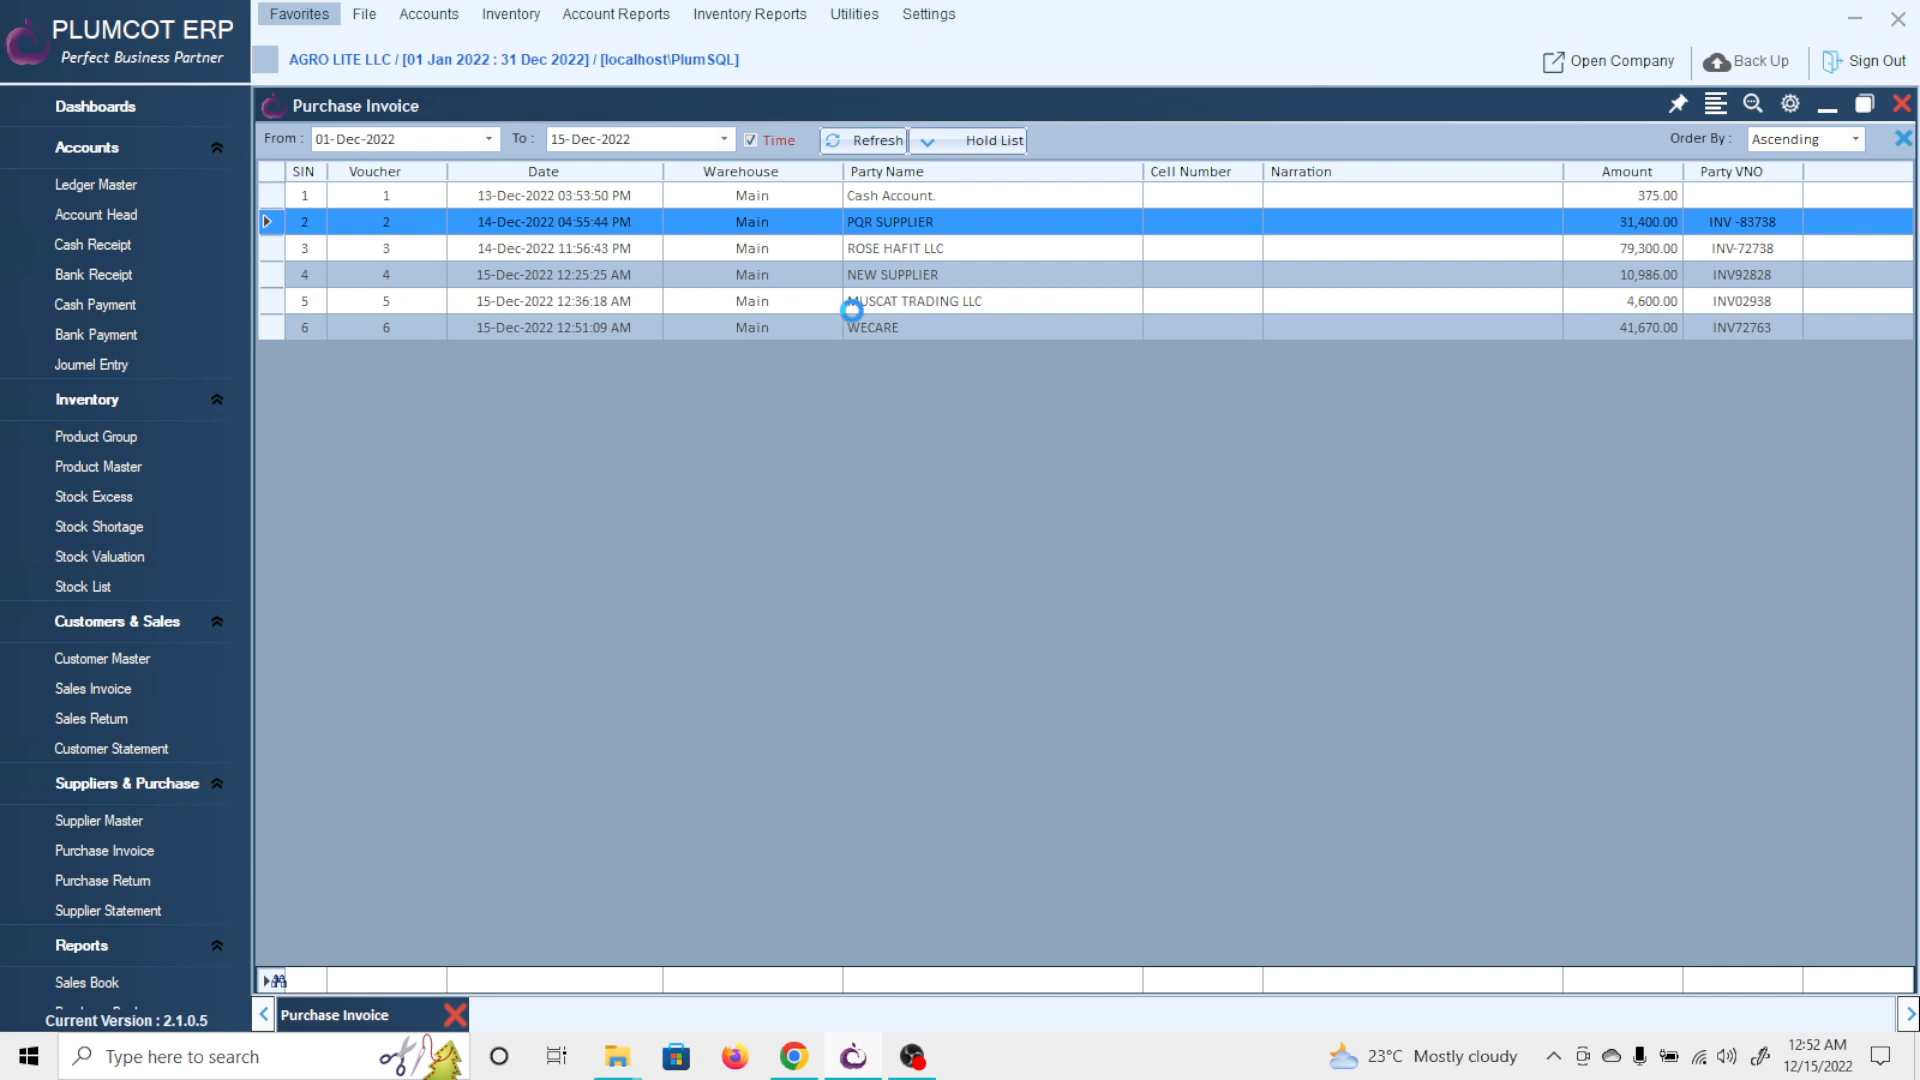 PLUMCOT ERP
Perfect Business Partner
Favorites File Accounts Inventory Account Reports Inventory Reports Utilities Settings
AGRO LITE LLC / [01 Jan 2022 : 31 Dec 2022] / [localhost\PlumSQL]
Open Company Back Up Sign Out
Dashboards
Accounts
Ledger Master
Account Head
Cash Receipt
Bank Receipt
Cash Payment
Bank Payment
Journel Entry
Inventory
Product Group
Product Master
Stock Excess
Stock Shortage
Stock Valuation
Stock List
Customers & Sales
Customer Master
Sales Invoice
Sales Return
Customer Statement
Suppliers & Purchase
Supplier Master
Purchase Invoice
Purchase Return
Supplier Statement
Reports
Sales Book
Current Version : 2.1.0.5
Purchase Invoice
From : 01-Dec-2022 To : 15-Dec-2022 Time Refresh Hold List Order By : Ascending
SIN Voucher Date Warehouse Party Name Cell Number Narration Amount Party VNO
1 1 13-Dec-2022 03:53:50 PM Main Cash Account. 375.00
2 2 14-Dec-2022 04:55:44 PM Main PQR SUPPLIER 31,400.00 INV -83738
3 3 14-Dec-2022 11:56:43 PM Main ROSE HAFIT LLC 79,300.00 INV-72738
4 4 15-Dec-2022 12:25:25 AM Main NEW SUPPLIER 10,986.00 INV92828
5 5 15-Dec-2022 12:36:18 AM Main MUSCAT TRADING LLC 4,600.00 INV02938
6 6 15-Dec-2022 12:51:09 AM Main WECARE 41,670.00 INV72763
Purchase Invoice
Type here to search
23°C Mostly cloudy
12:52 AM
12/15/2022